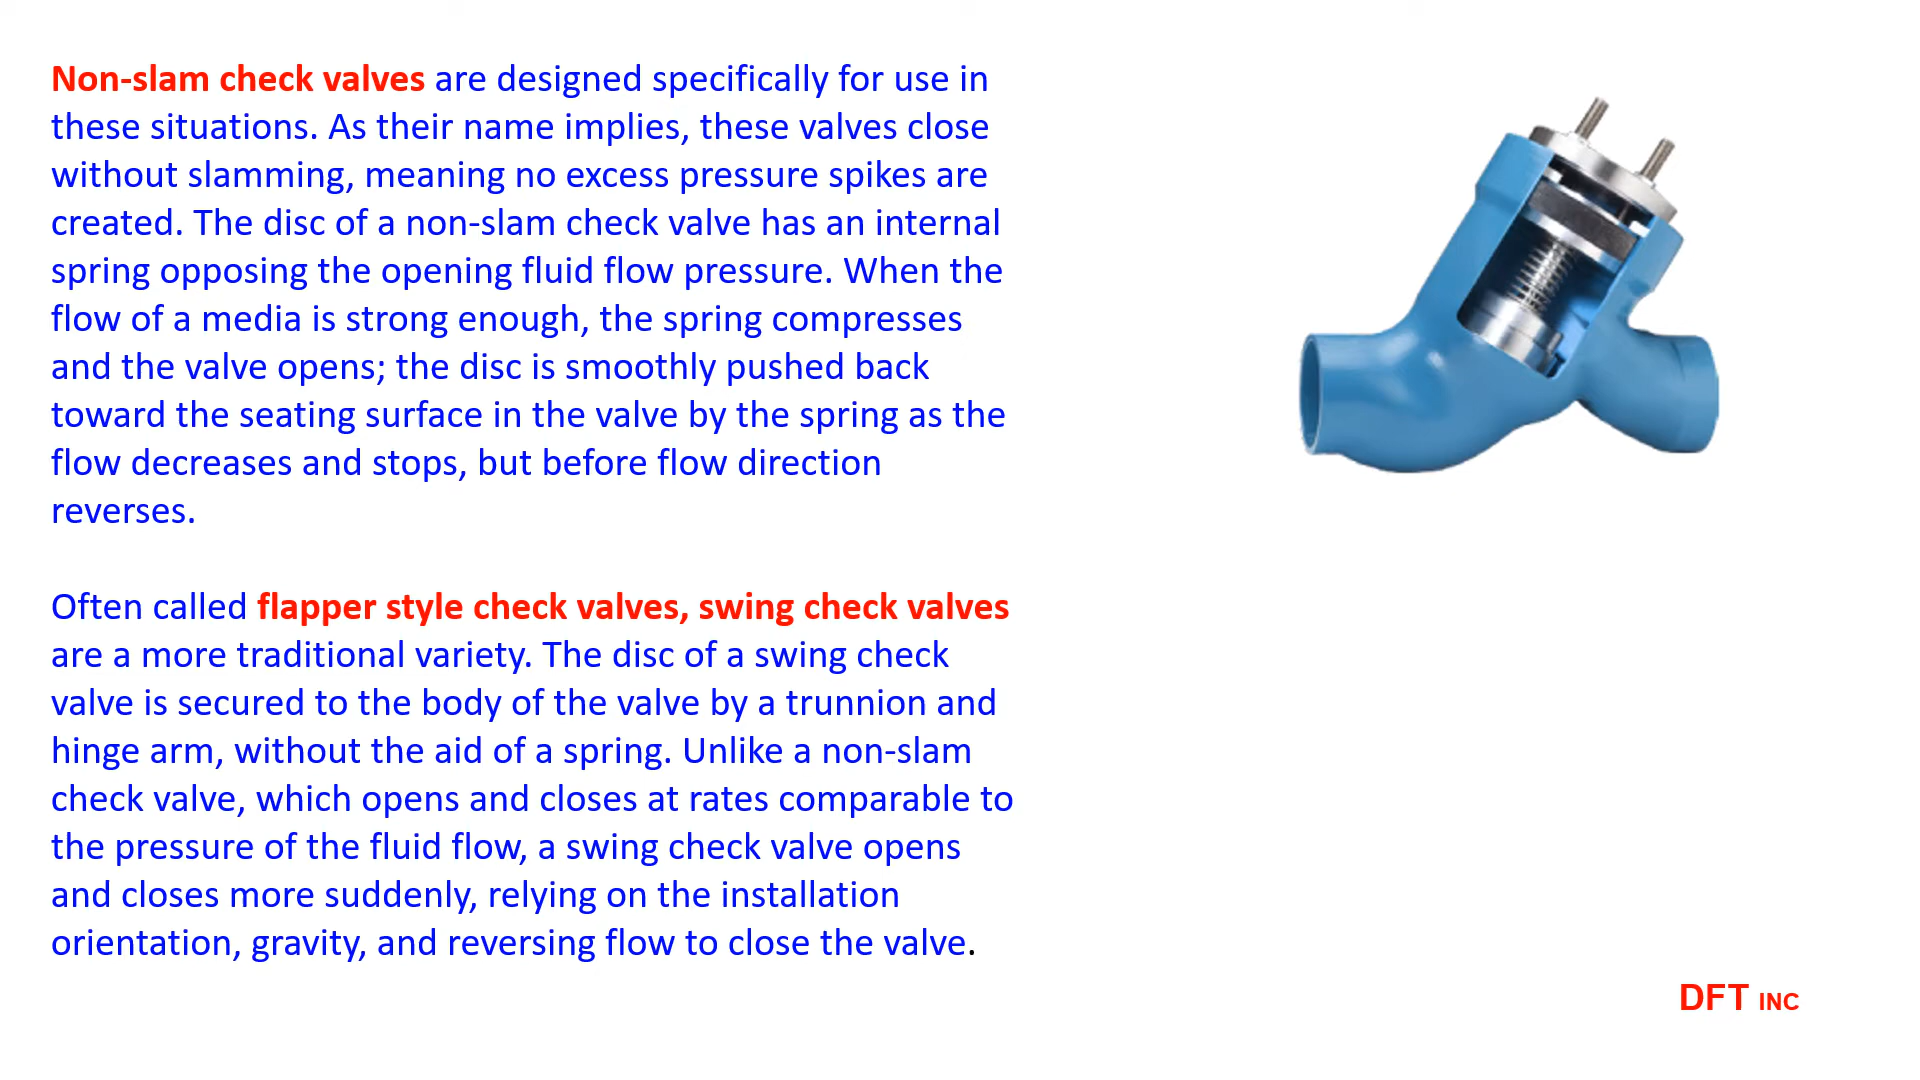 Non-slam check valves are designed specifically for use in
these situations. As their name implies, these valves close
without slamming, meaning no excess pressure spikes are
created. The disc of a non-slam check valve has an internal
spring opposing the opening fluid flow pressure. When the
flow of a media is strong enough, the spring compresses
and the valve opens; the disc is smoothly pushed back
toward the seating surface in the valve by the spring as the
flow decreases and stops, but before flow direction
reverses.
Often called flapper style check valves, swing check valves
are a more traditional variety. The disc of a swing check
valve is secured to the body of the valve by a trunnion and
hinge arm, without the aid of a spring. Unlike a non-slam
check valve, which opens and closes at rates comparable to
the pressure of the fluid flow, a swing check valve opens
and closes more suddenly, relying on the installation
orientation, gravity, and reversing flow to close the valve.
DFT INC